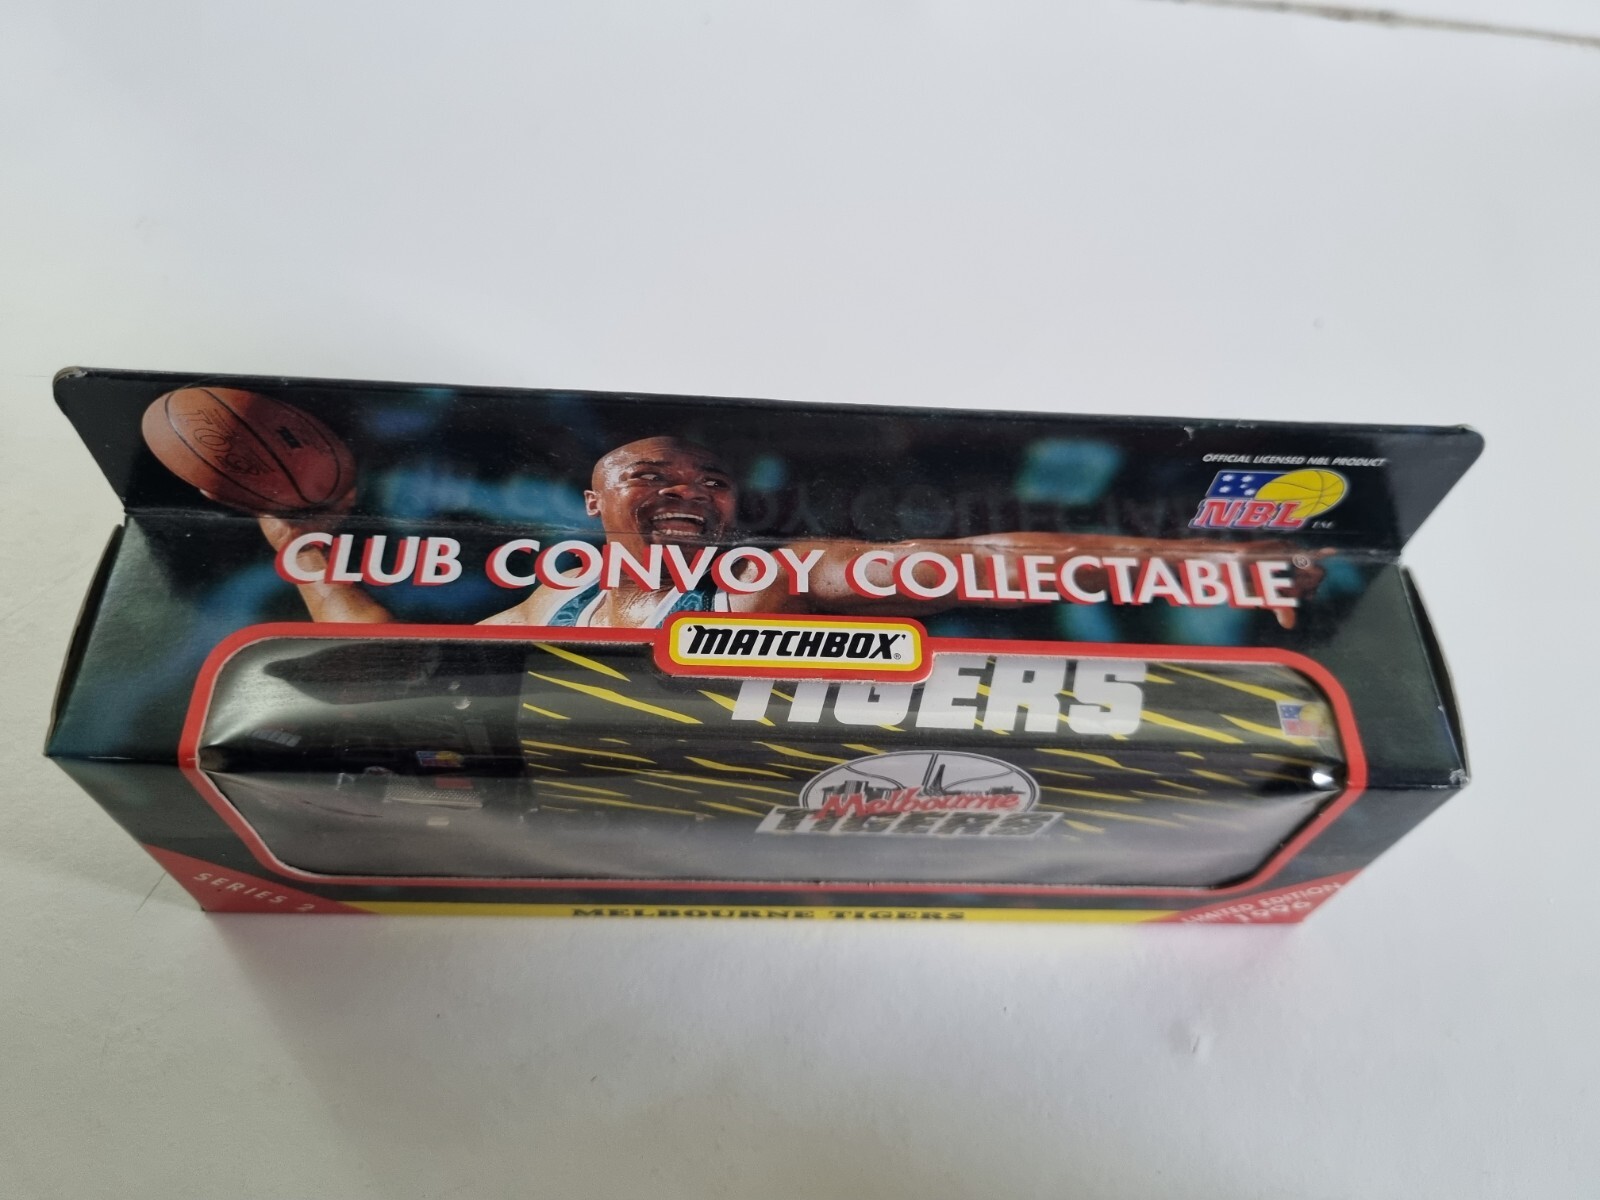 OFFICIAL LICENSED NBL PRODUCT
NBL TM
CLUB CONVOY COLLECTABLE®
"MATCHBOX"®
TIGERS
Melbourne
TIGERS
SERIES 2
MELBOURNE TIGERS
LIMITED EDITION
1996